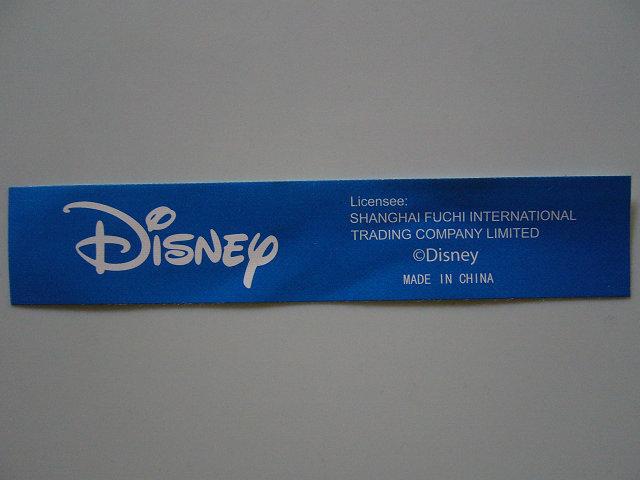 Disney
Licensee:
SHANGHAI FUCHI INTERNATIONAL
TRADING COMPANY LIMITED
©Disney
MADE IN CHINA